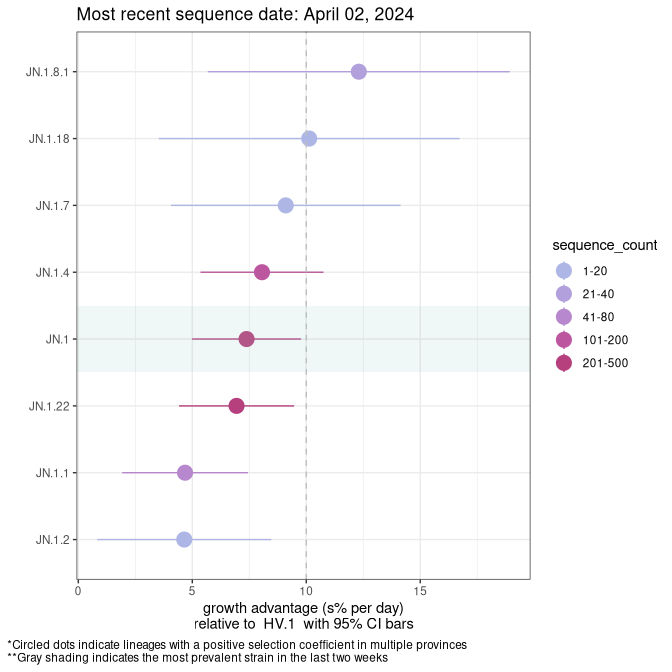 Most recent sequence date: April 02, 2024
JN.1.8.1
JN.1.18
JN.1.7
JN.1.4
JN.1
JN.1.22
JN.1.1
JN.1.2
0 5 10 15
growth advantage (s% per day)
relative to HV.1 with 95% CI bars
sequence_count
1-20
21-40
41-80
101-200
201-500
*Circled dots indicate lineages with a positive selection coefficient in multiple provinces
**Gray shading indicates the most prevalent strain in the last two weeks